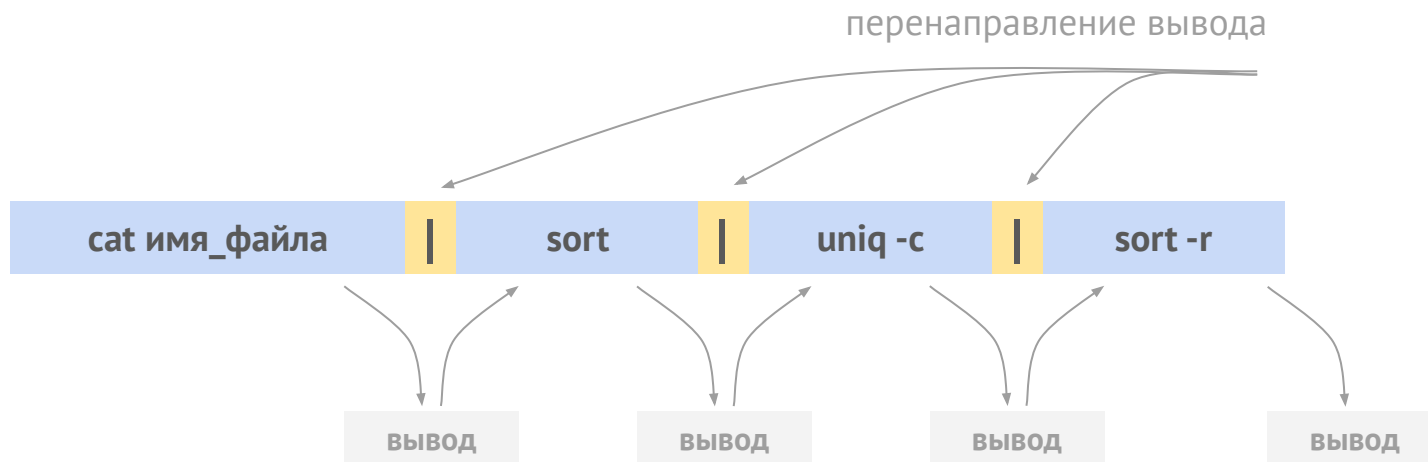 перенаправление вывода
cat имя_файла | sort | uniq -c | sort -r
вывод вывод вывод вывод